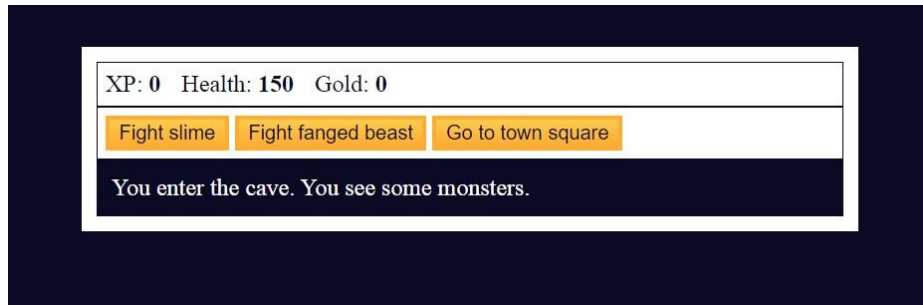 XP: 0 Health: 150 Gold: 0
Fight slime Fight fanged beast Go to town square
You enter the cave. You see some monsters.